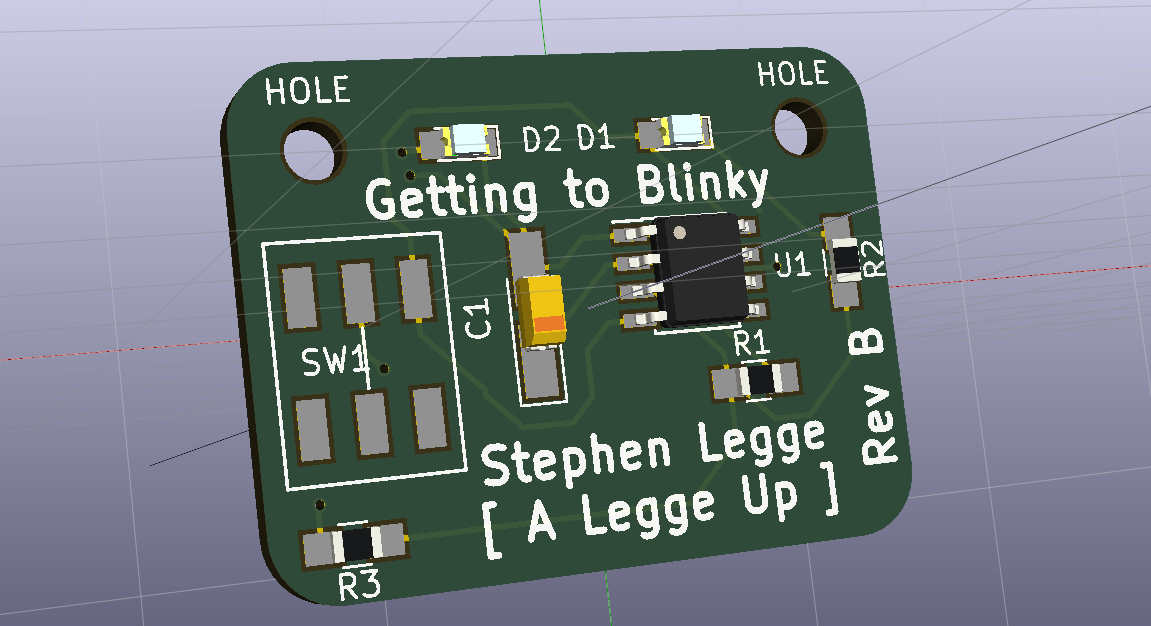 HOLE
HOLE
D2 D1
Getting to Blinky
U1
R2
C1
SW1
R1
Rev B
Stephen Legge
[ A Legge Up ]
R3